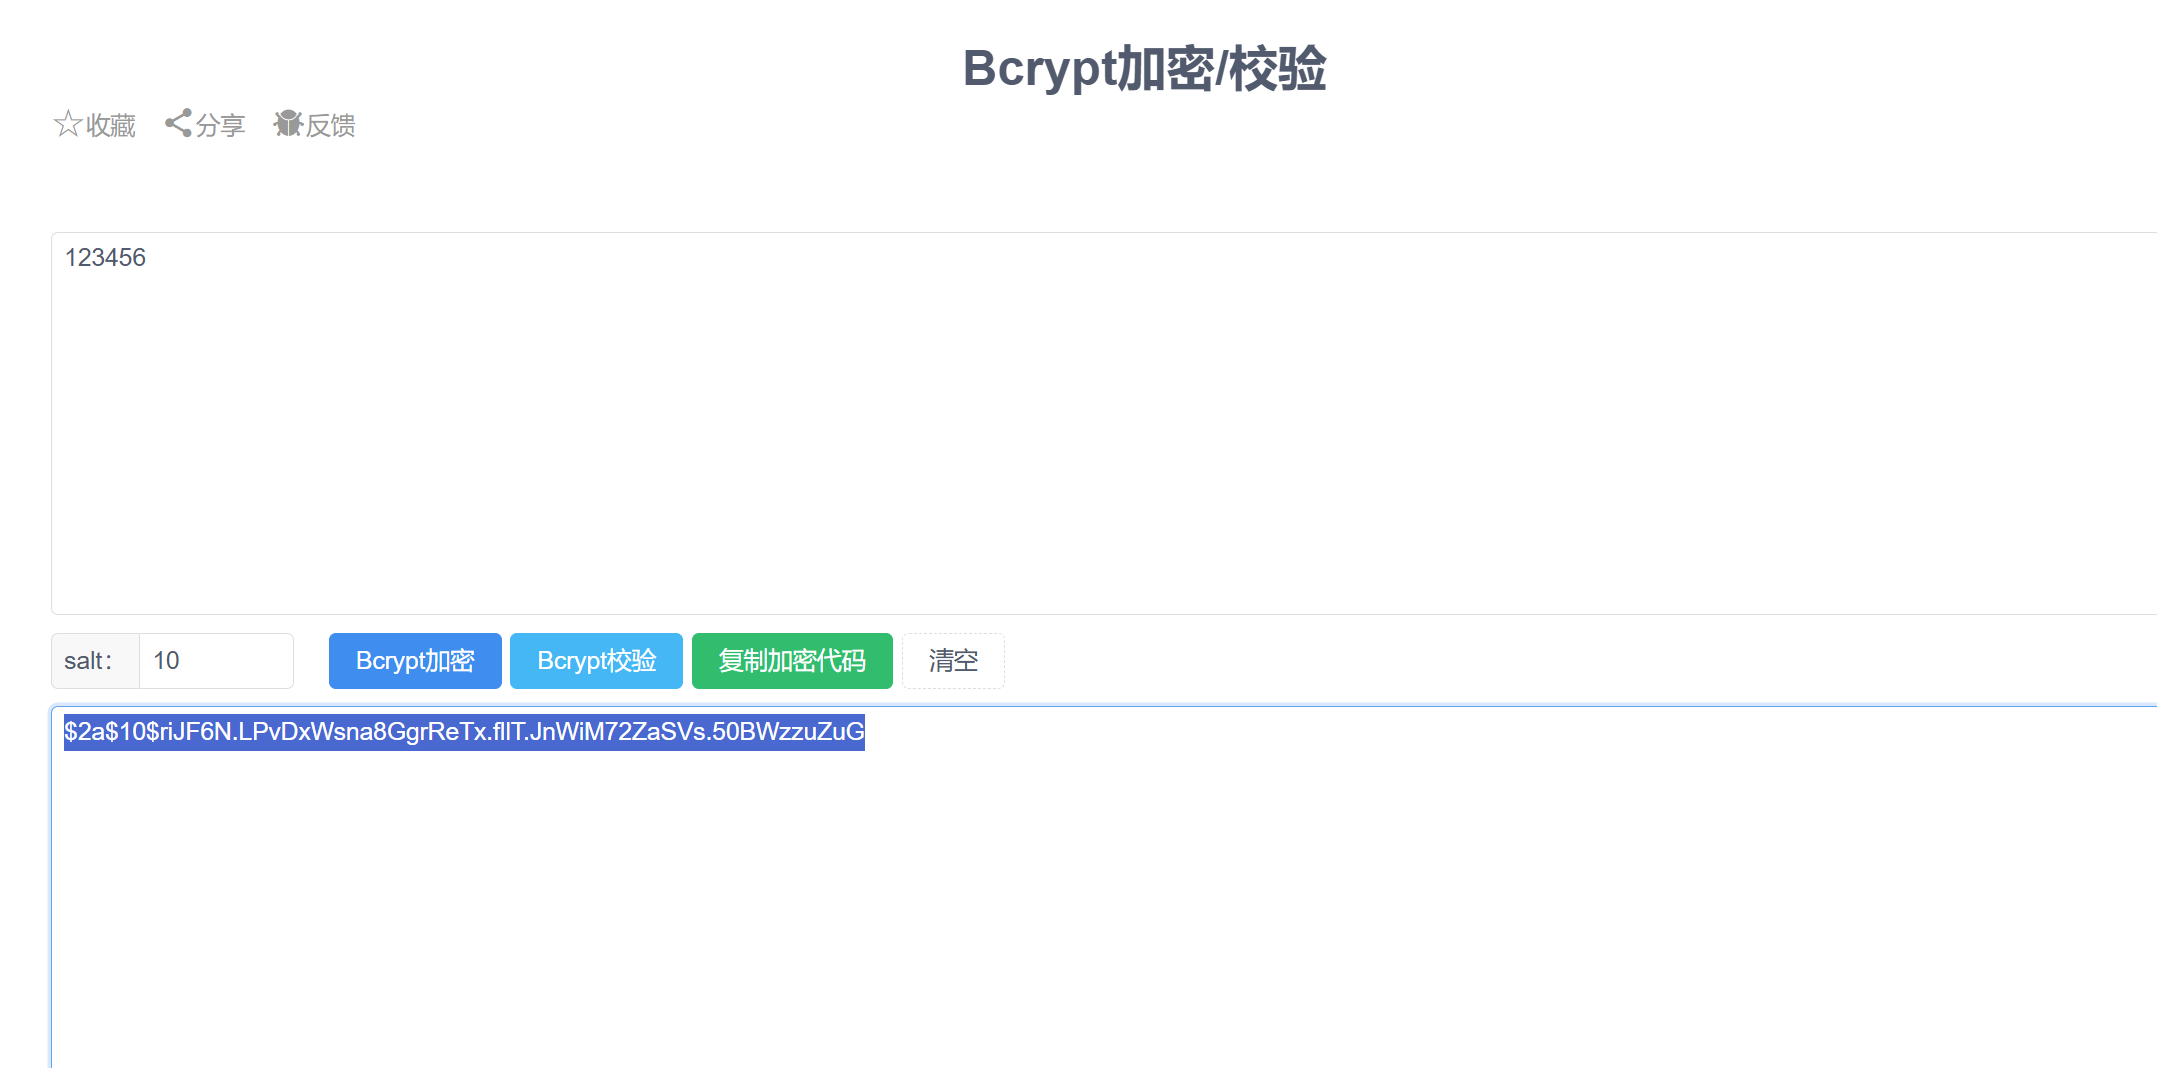 Bcrypt加密/校验
收藏 分享 反馈
123456
salt： 10 Bcrypt加密 Bcrypt校验 复制加密代码 清空
$2a$10$riJF6N.LPvDxWsna8GgrReTx.fllT.JnWiM72ZaSVs.50BWzzuZuG